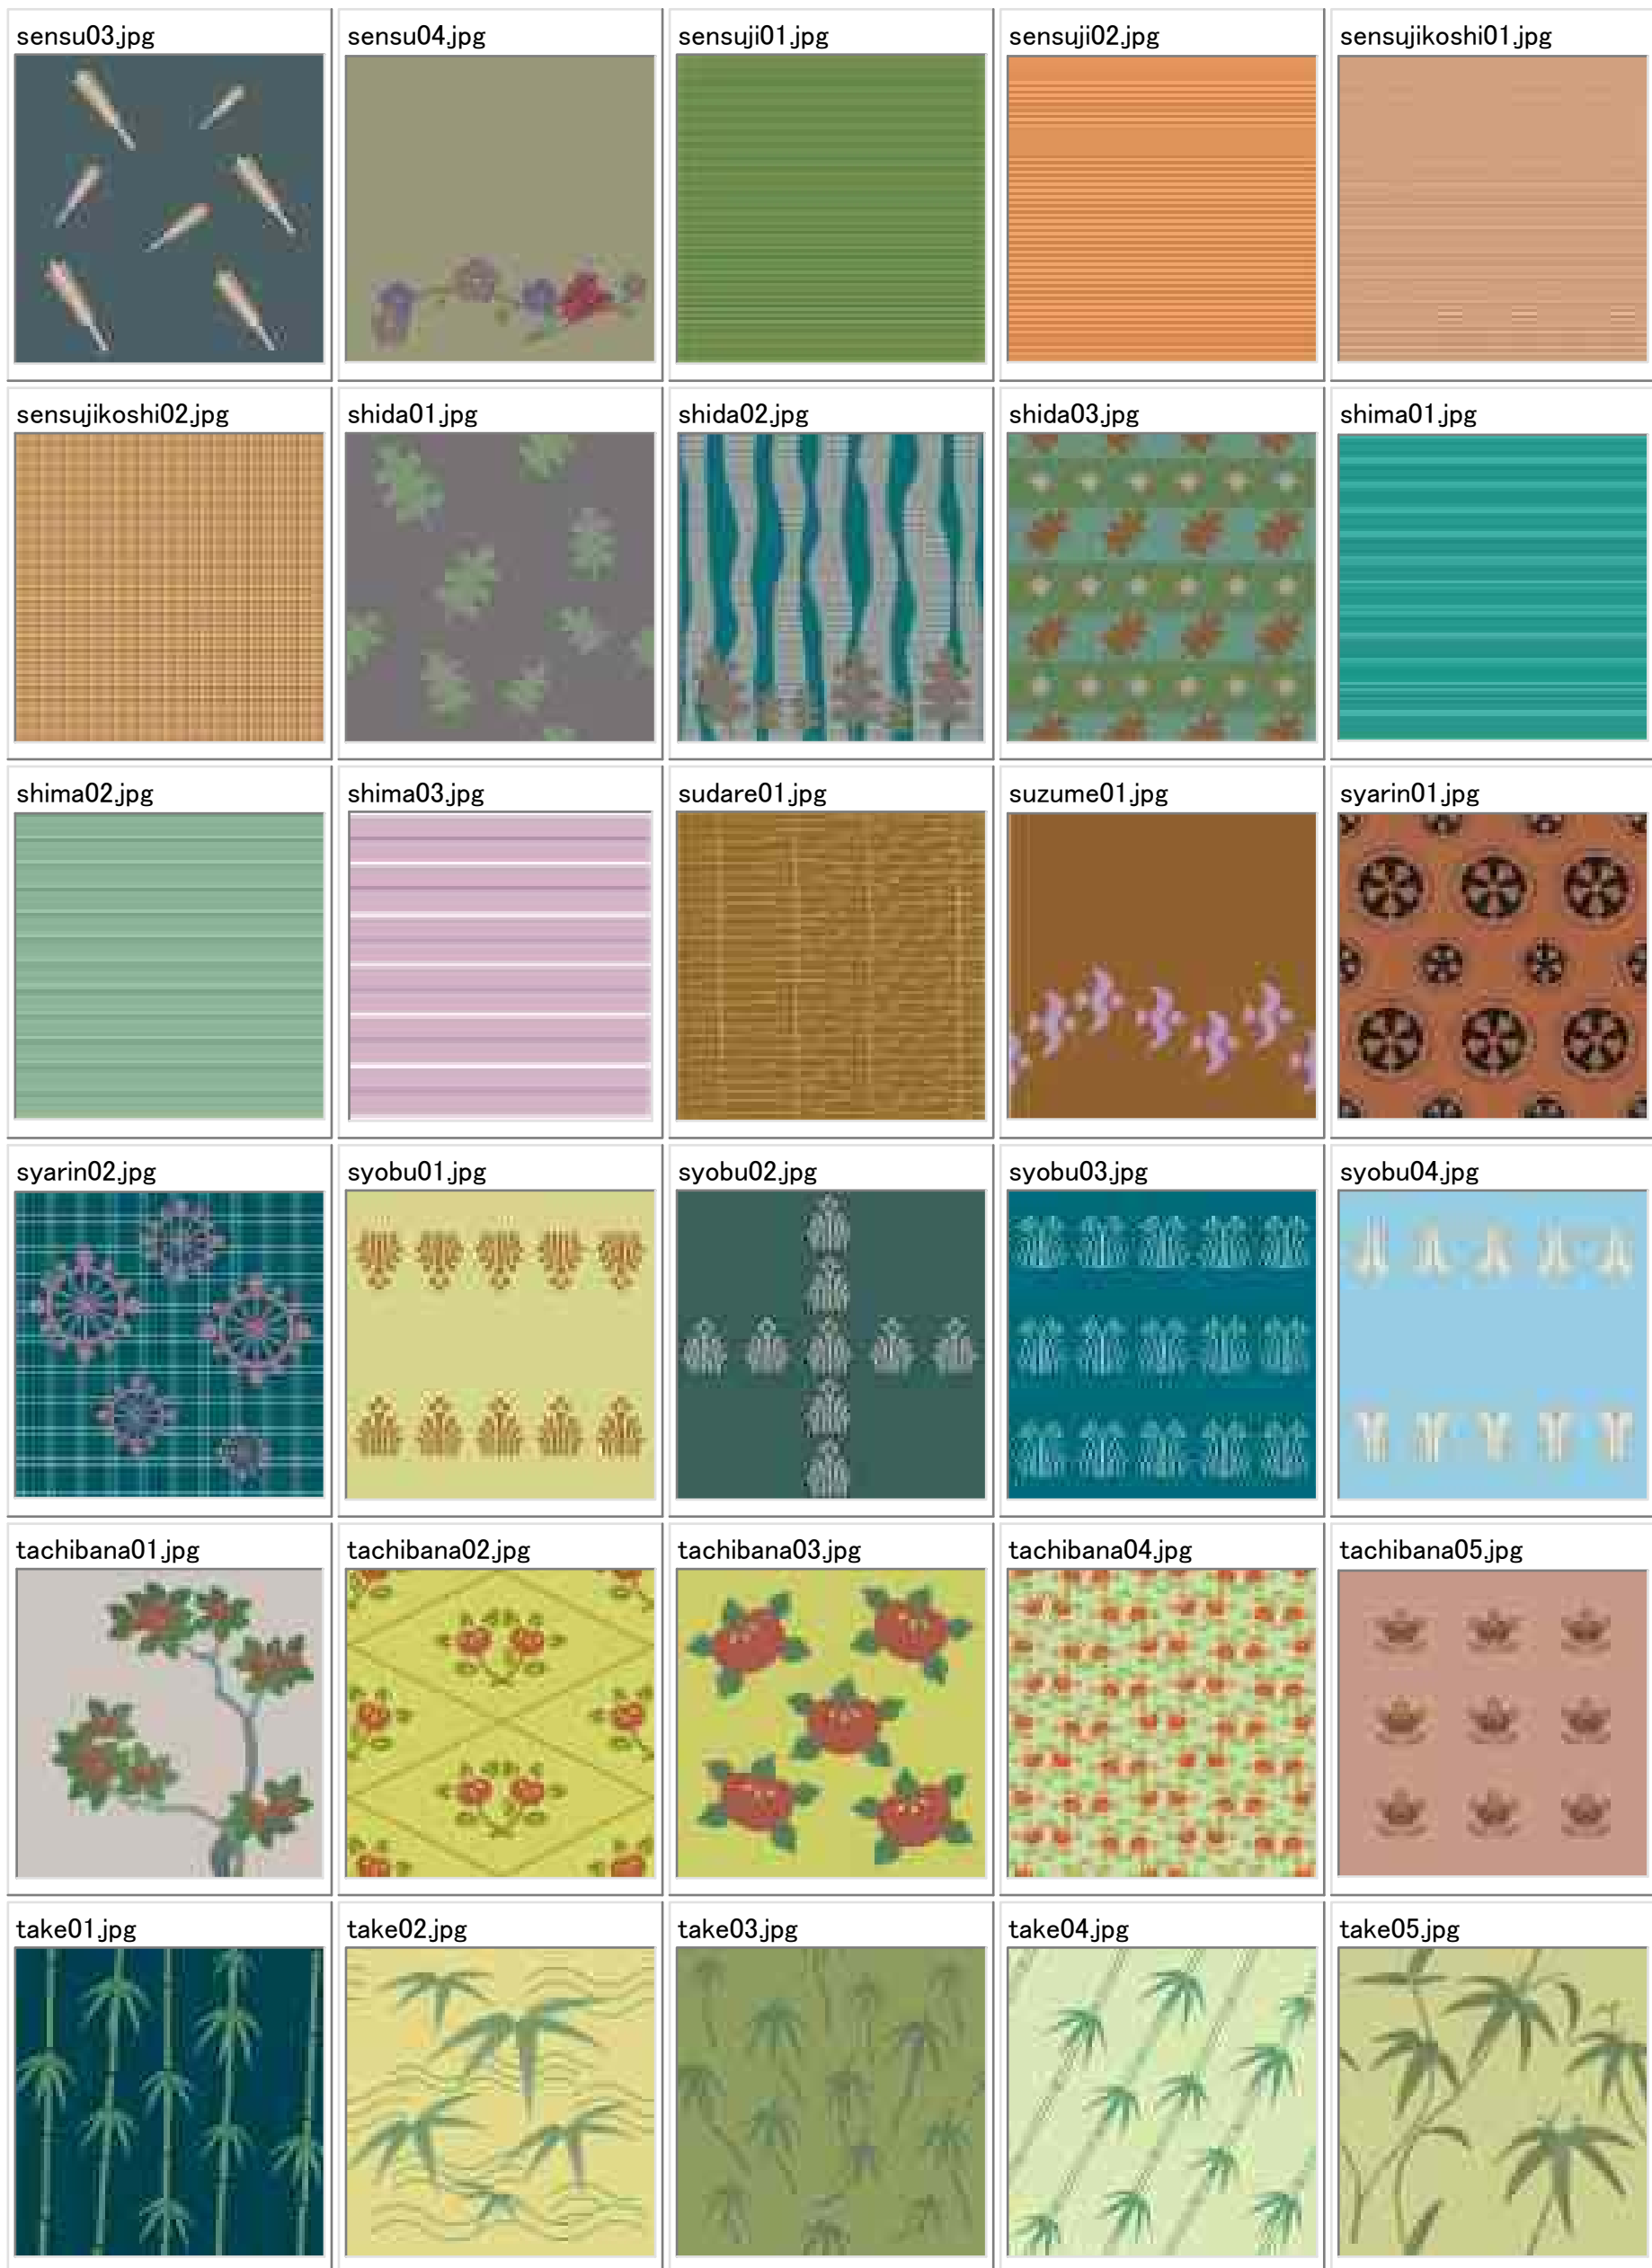 sensu03.jpg
sensu04.jpg
sensuji01.jpg
sensuji02.jpg
sensujikoshi01.jpg
sensujikoshi02.jpg
shida01.jpg
shida02.jpg
shida03.jpg
shima01.jpg
shima02.jpg
shima03.jpg
sudare01.jpg
suzume01.jpg
syarin01.jpg
syarin02.jpg
syobu01.jpg
syobu02.jpg
syobu03.jpg
syobu04.jpg
tachibana01.jpg
tachibana02.jpg
tachibana03.jpg
tachibana04.jpg
tachibana05.jpg
take01.jpg
take02.jpg
take03.jpg
take04.jpg
take05.jpg